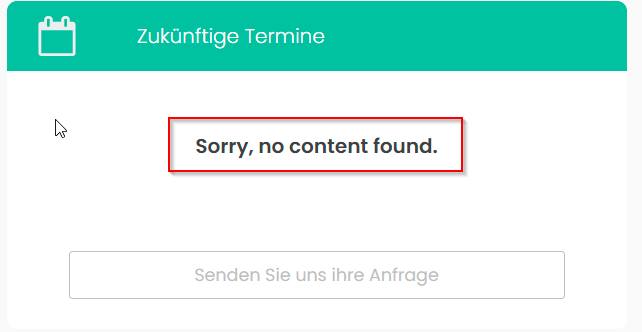 Zukünftige Termine
Sorry, no content found.
Senden Sie uns ihre Anfrage